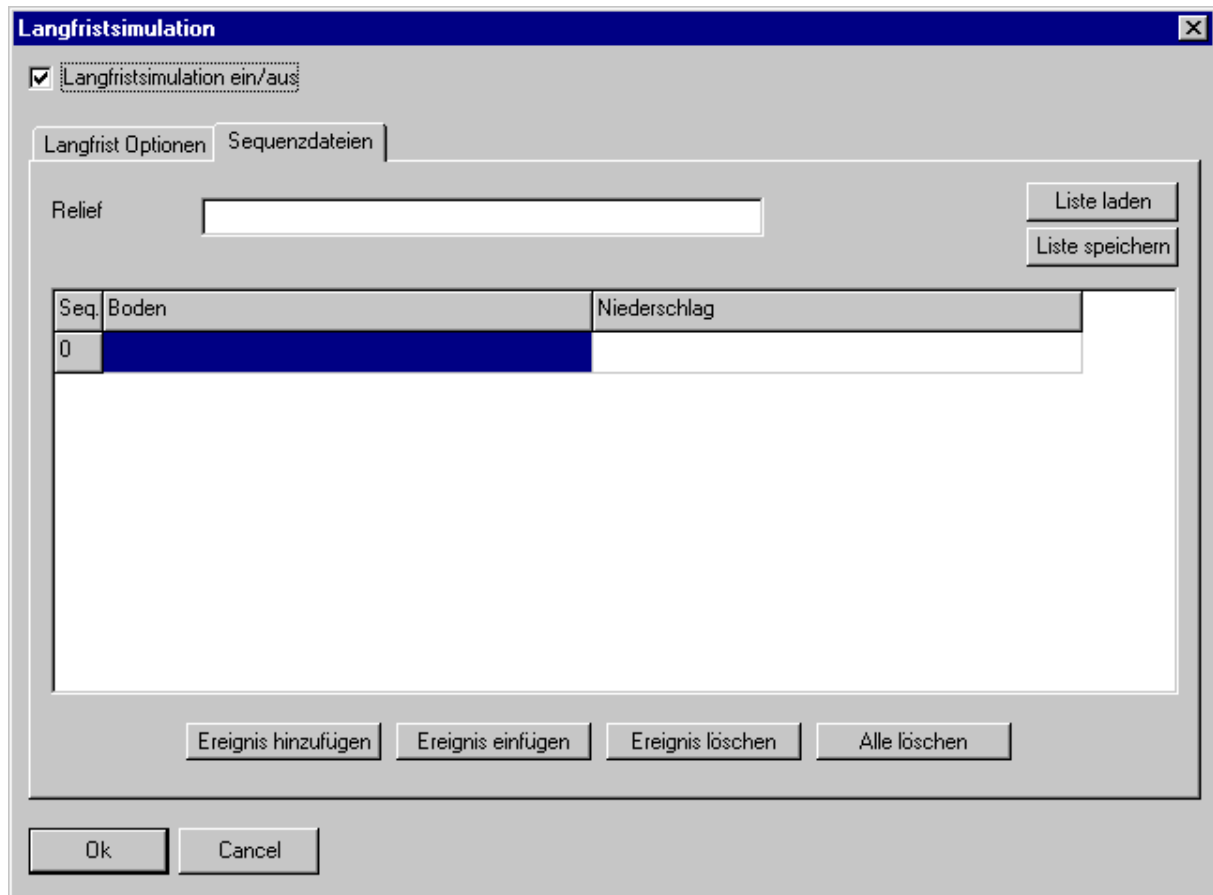 Langfristsimulation
Langfristsimulation ein/aus
Langfrist Optionen Sequenzdateien
Relief
Liste laden
Liste speichern
Seq. Boden Niederschlag
0
Ereignis hinzufügen Ereignis einfügen Ereignis löschen Alle löschen
Ok Cancel